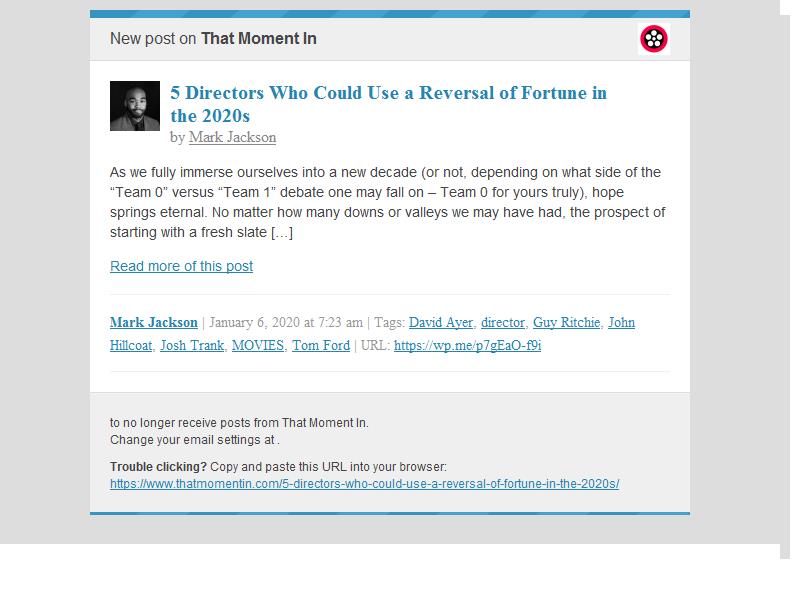 New post on That Moment In
5 Directors Who Could Use a Reversal of Fortune in
the 2020s
by Mark Jackson
As we fully immerse ourselves into a new decade (or not, depending on what side of the
“Team 0” versus “Team 1” debate one may fall on – Team 0 for yours truly), hope
springs eternal. No matter how many downs or valleys we may have had, the prospect of
starting with a fresh slate […]
Read more of this post
Mark Jackson | January 6, 2020 at 7:23 am | Tags: David Ayer, director, Guy Ritchie, John
Hillcoat, Josh Trank, MOVIES, Tom Ford | URL: https://wp.me/p7gEaO-f9i
to no longer receive posts from That Moment In.
Change your email settings at .
Trouble clicking? Copy and paste this URL into your browser:
https://www.thatmomentin.com/5-directors-who-could-use-a-reversal-of-fortune-in-the-2020s/